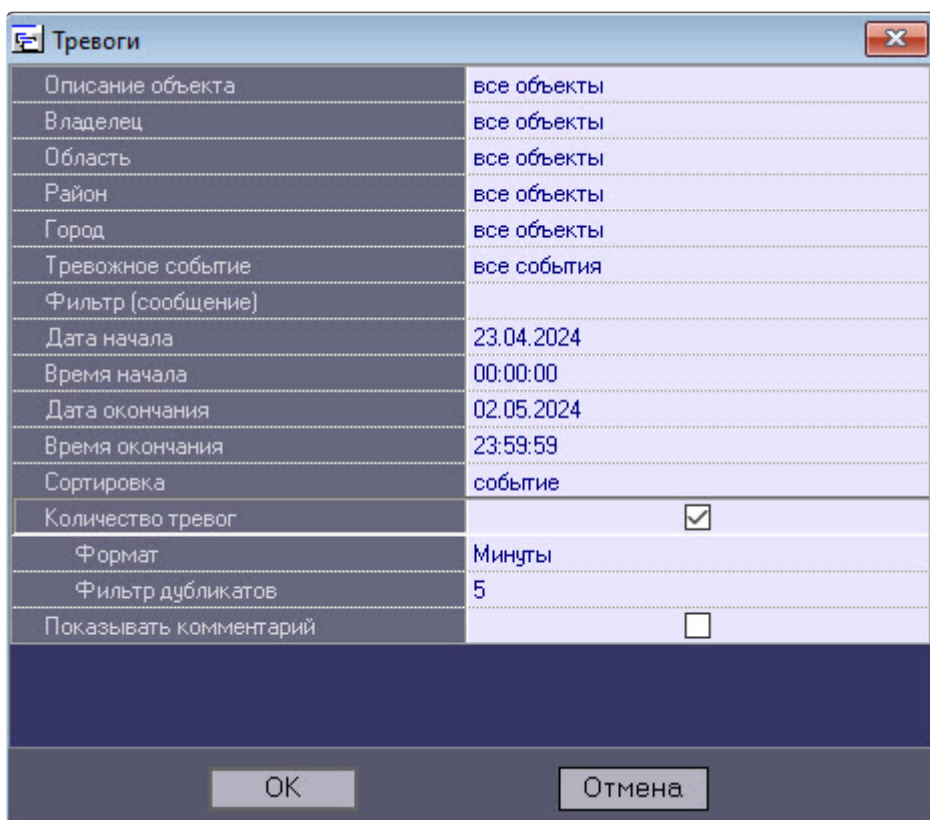 Тревоги
Описание объекта все объекты
Владелец все объекты
Область все объекты
Район все объекты
Город все объекты
Тревожное событие все события
Фильтр (сообщение)
Дата начала 23.04.2024
Время начала 00:00:00
Дата окончания 02.05.2024
Время окончания 23:59:59
Сортировка событие
Количество тревог
Формат Минуты
Фильтр дубликатов 5
Показывать комментарий
OK Отмена